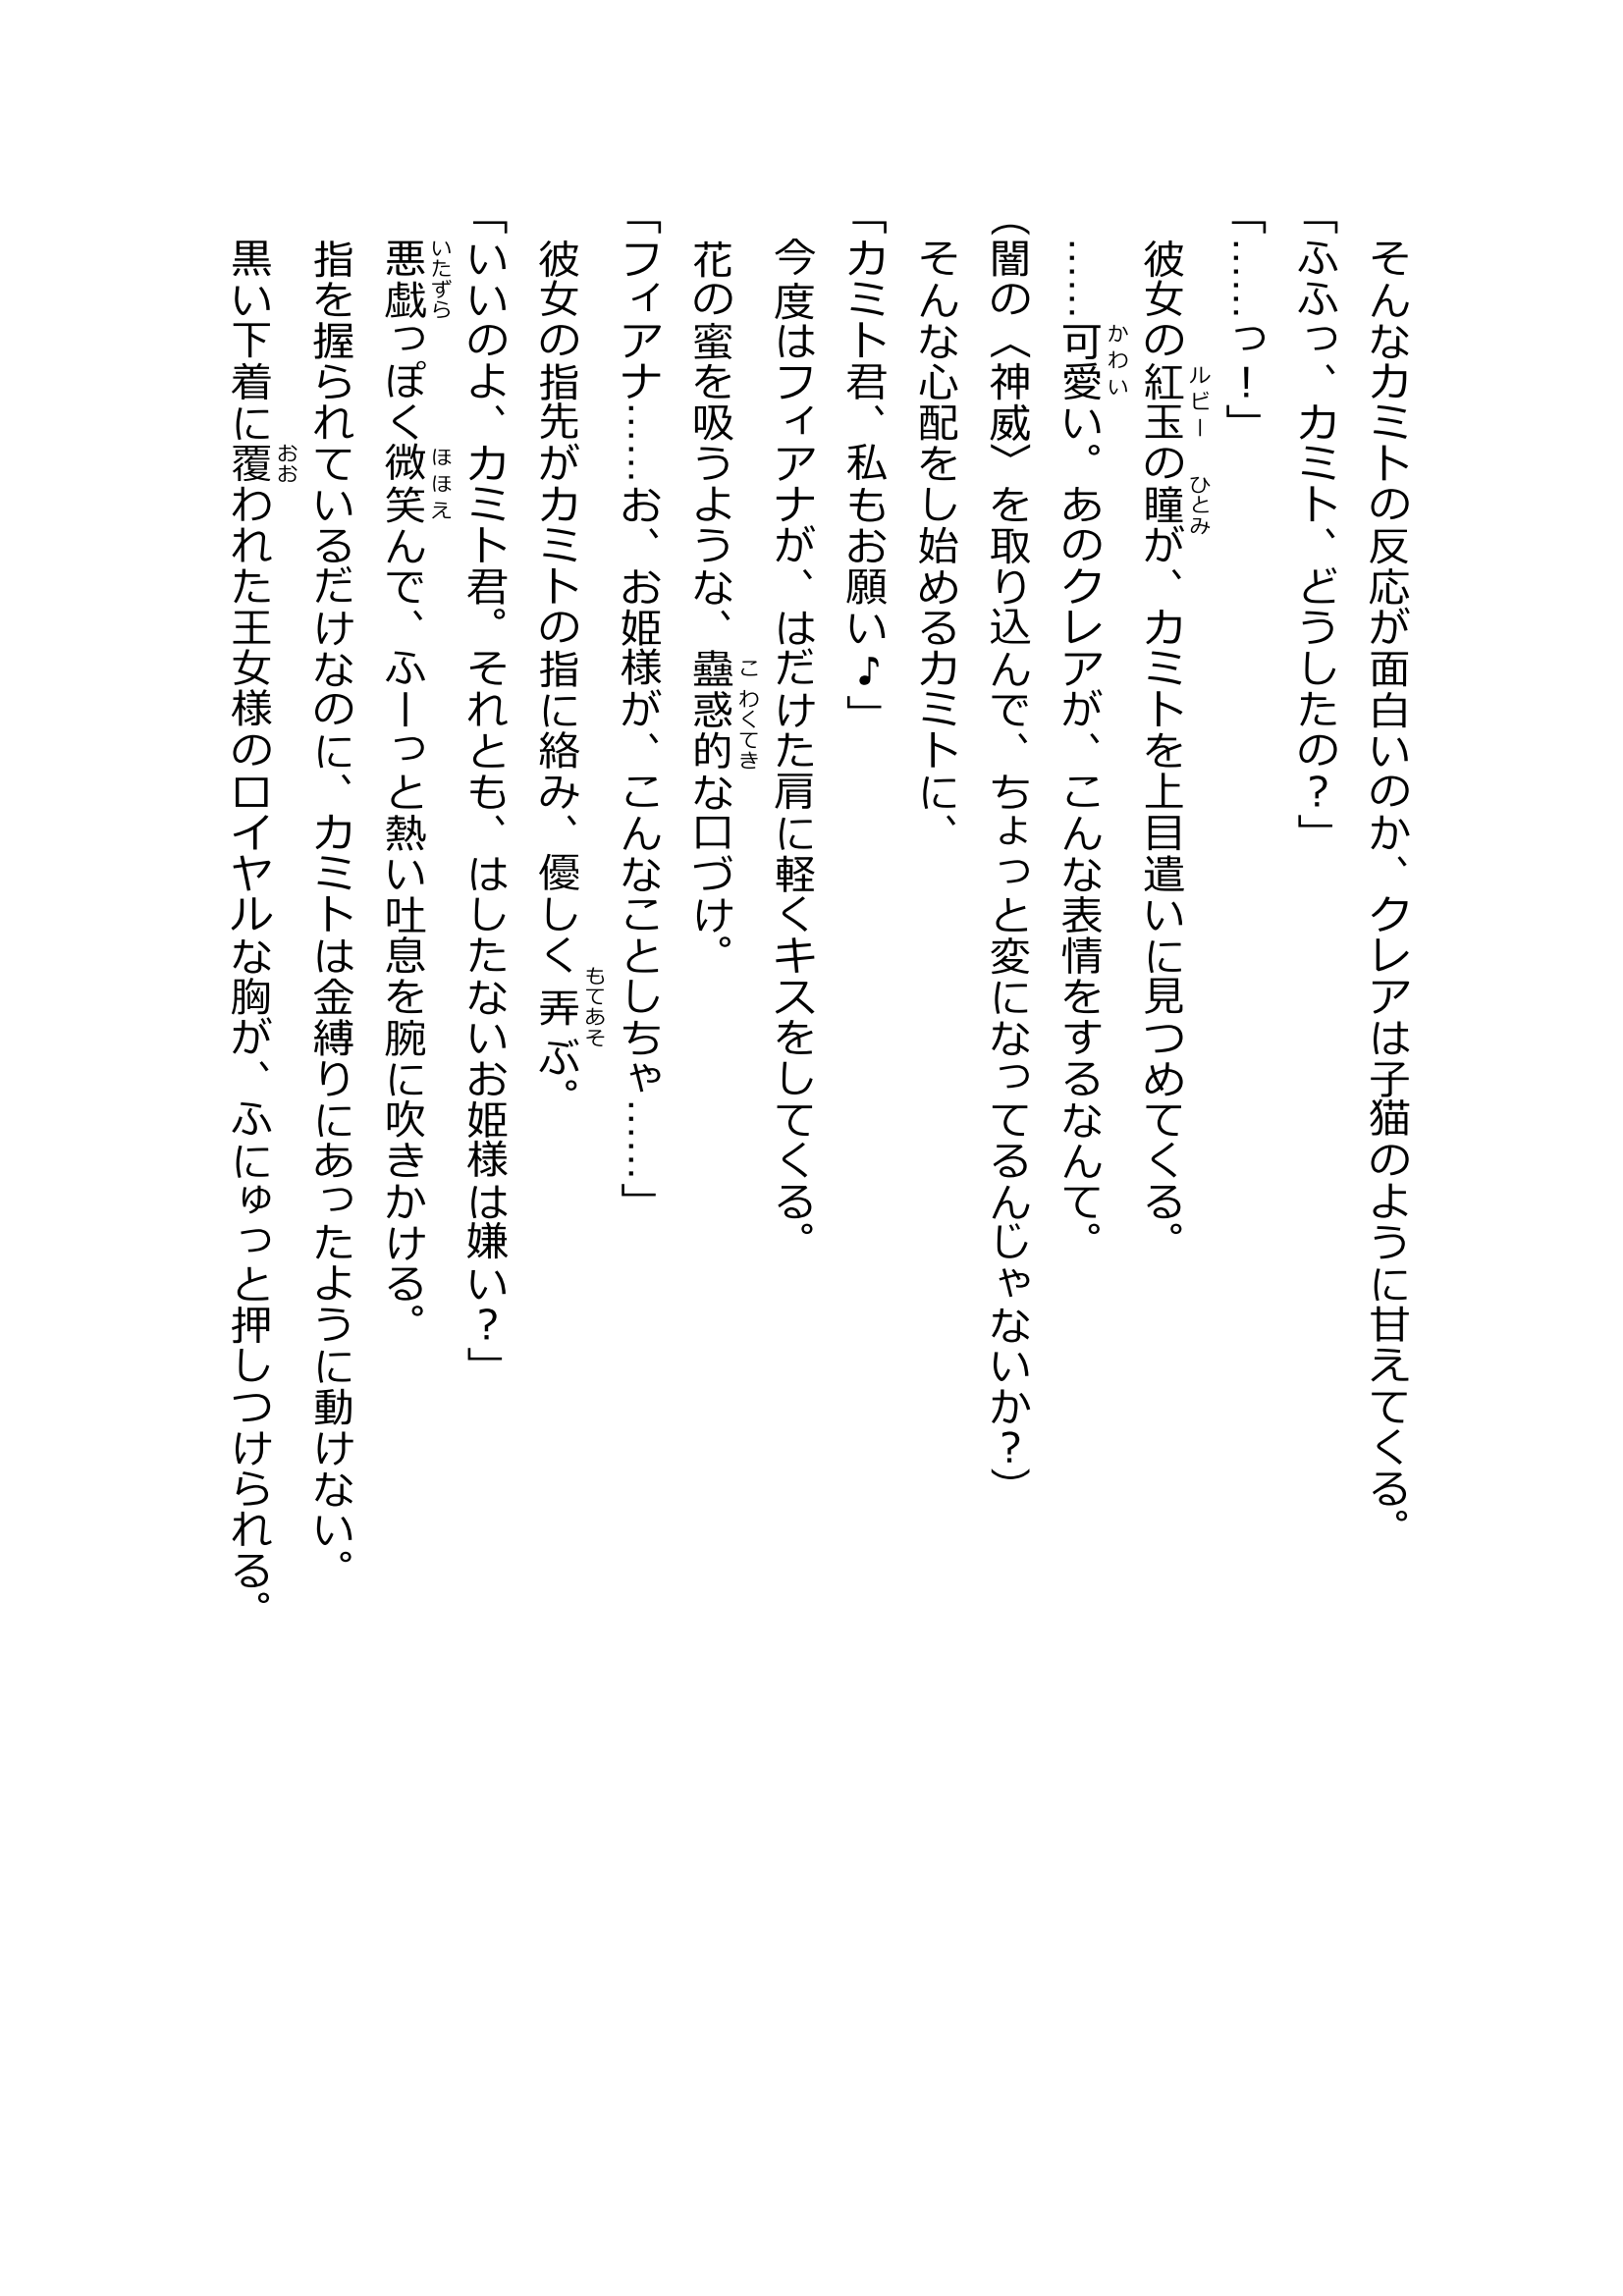 そんなカミトの反応が面白いのか、クレアは子猫のように甘えてくる。
「ふふっ、カミト、どうしたの？」
「……っ！」
彼女の紅玉の瞳が、カミトを上目遣いに見つめてくる。
……可愛い。あのクレアが、こんな表情をするなんて。
（闇の〈神威〉を取り込んで、ちょっと変になってるんじゃないか？）
そんな心配をし始めるカミトに、
「カミト君、私もお願い♪」
今度はフィアナが、はだけた肩に軽くキスをしてくる。
花の蜜を吸うような、蠱惑的な口づけ。
「フィアナ……お、お姫様が、こんなことしちゃ……」
彼女の指先がカミトの指に絡み、優しく弄ぶ。
「いいのよ、カミト君。それとも、はしたないお姫様は嫌い？」
悪戯っぽく微笑んで、ふーっと熱い吐息を腕に吹きかける。
指を握られているだけなのに、カミトは金縛りにあったように動けない。
黒い下着に覆われた王女様のロイヤルな胸が、ふにゅっと押しつけられる。